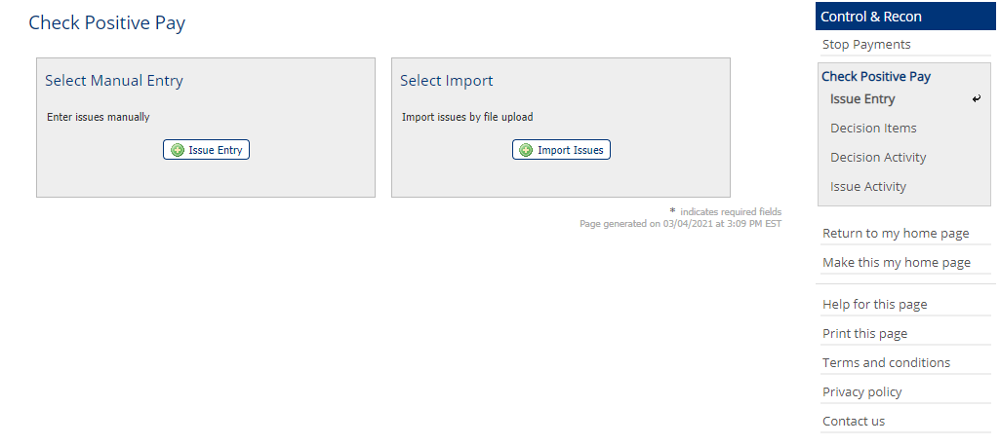 Check Positive Pay
Select Manual Entry
Enter issues manually
Issue Entry
Select Import
Import issues by file upload
Import Issues
* indicates required fields
Page generated on 03/04/2021 at 3:09 PM EST
Control & Recon
Stop Payments
Check Positive Pay
Issue Entry
Decision Items
Decision Activity
Issue Activity
Return to my home page
Make this my home page
Help for this page
Print this page
Terms and conditions
Privacy policy
Contact us